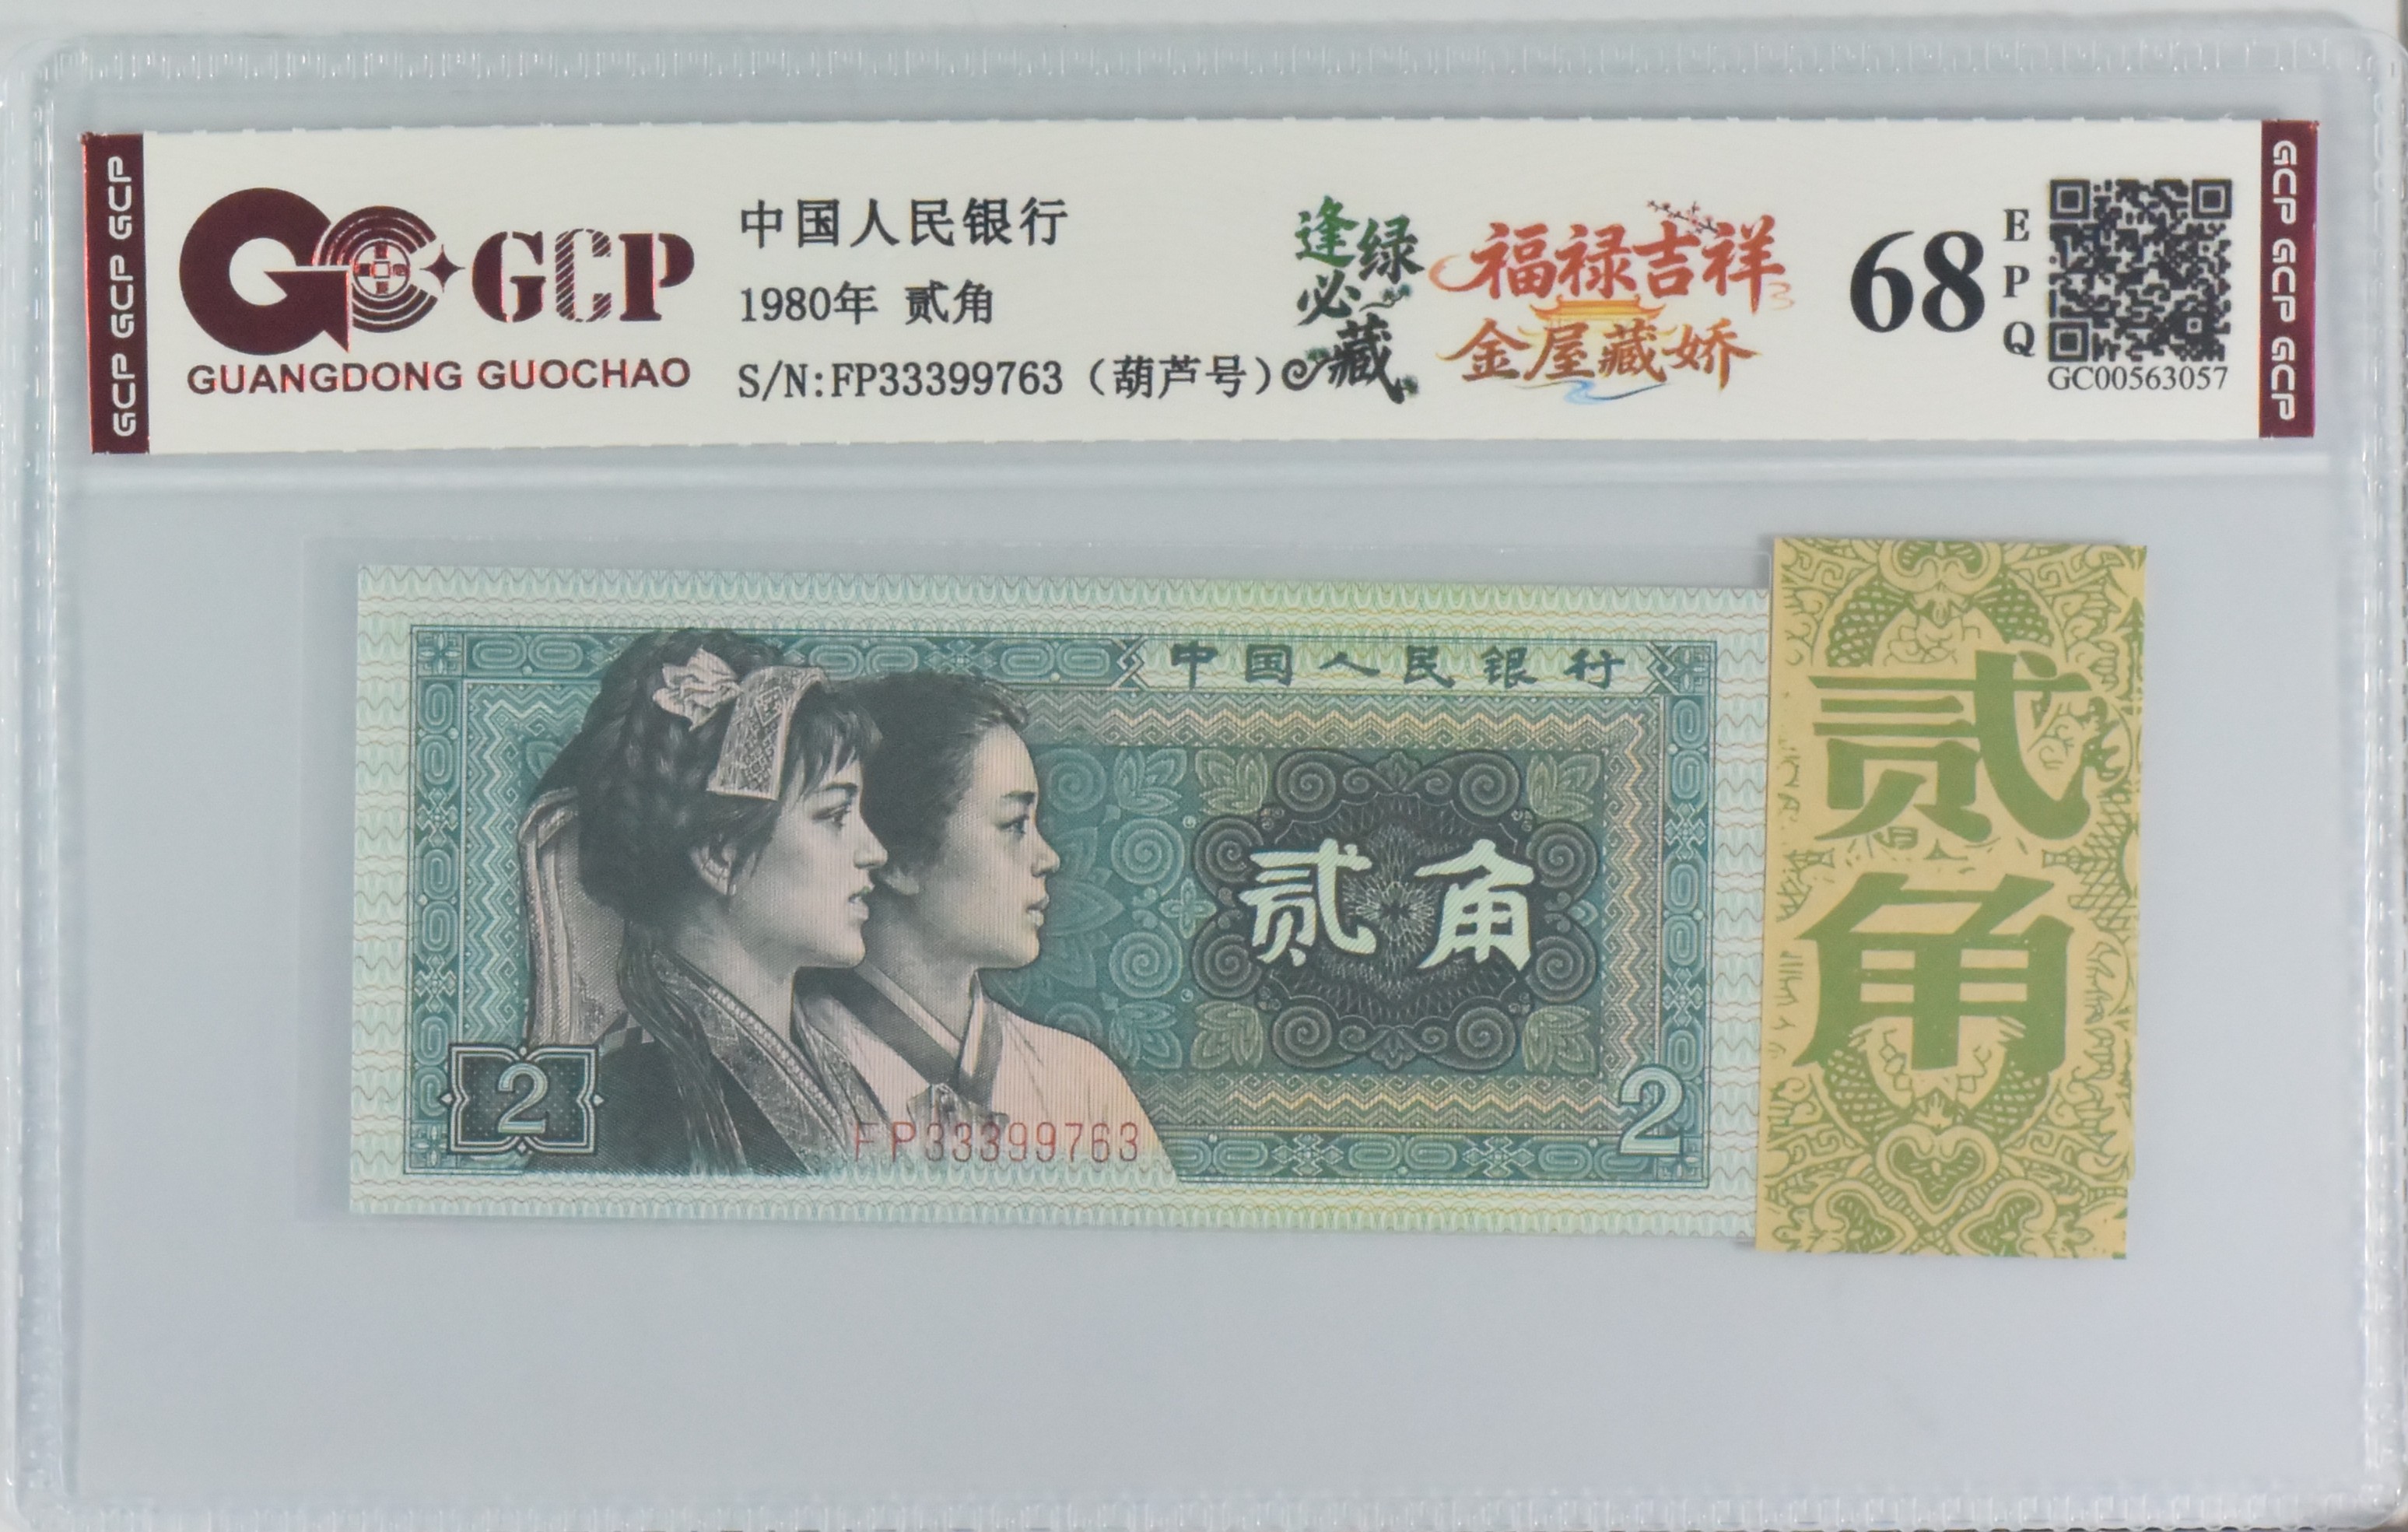 GCP GCP GCP
GCP
GUANGDONG GUOCHAO
中国人民银行
1980年 贰角
S/N:FP33399763（葫芦号）
逢绿必藏
福禄吉祥
金屋藏娇
68
EPQ
GC00563057
GCP GCP GCP
中国人民银行
贰角
2
2
FP33399763
贰角